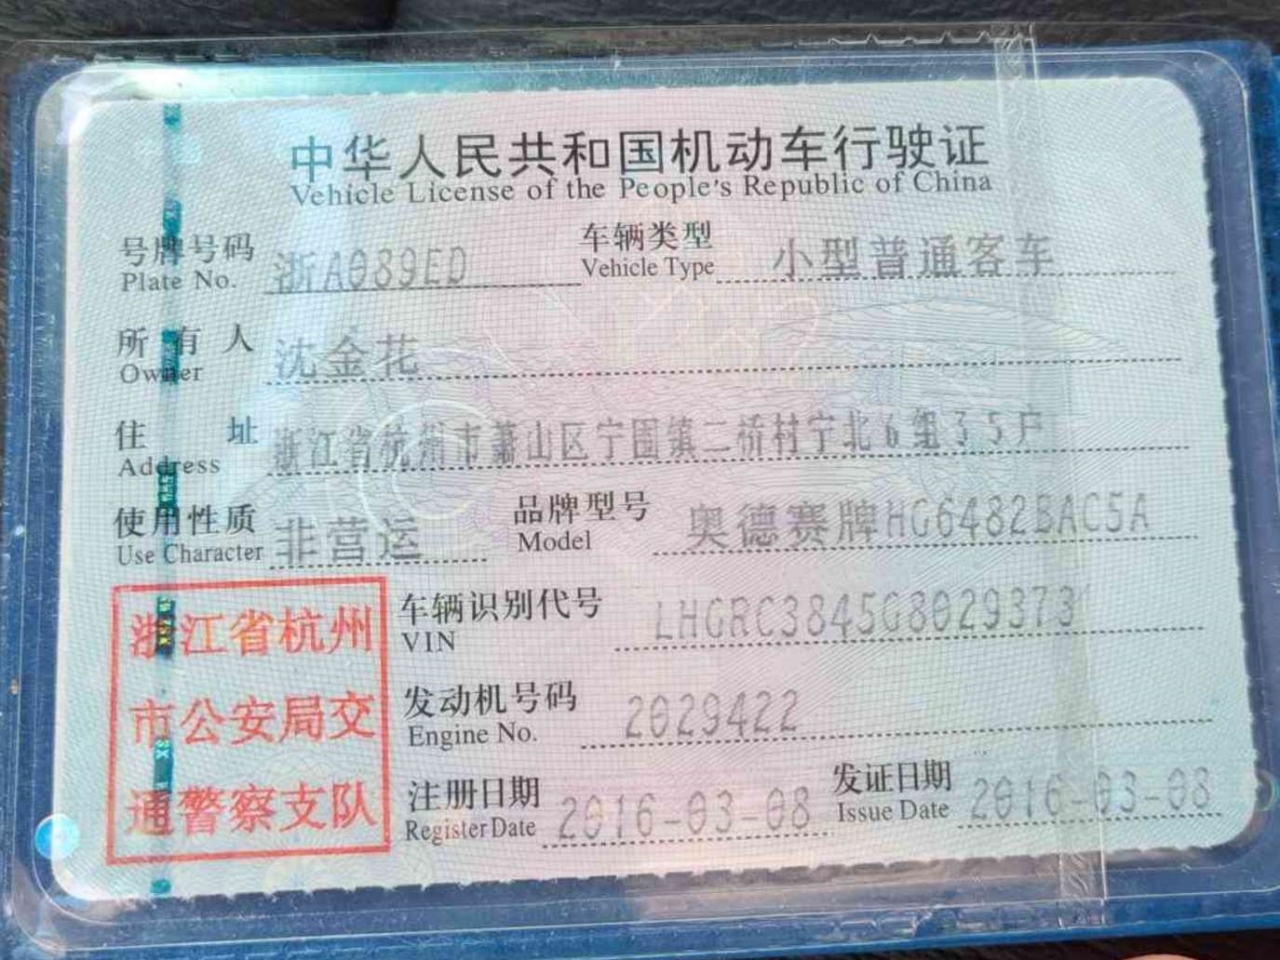 中华人民共和国机动车行驶证
Vehicle License of the People's Republic of China
号牌号码 浙A089ED 车辆类型 小型普通客车
Plate No. Vehicle Type
所有人 沈金花
Owner
住址 浙江省杭州市萧山区宁围镇二桥村宁北6组35户
Address
使用性质 非营运 品牌型号 奥德赛牌HG6482BAC5A
Use Character Model
浙江省杭州
市公安局交
通警察支队
车辆识别代号 LHGRC3845G8029373
VIN
发动机号码 2029422
Engine No.
注册日期 2016-03-08 发证日期 2016-03-08
Register Date Issue Date